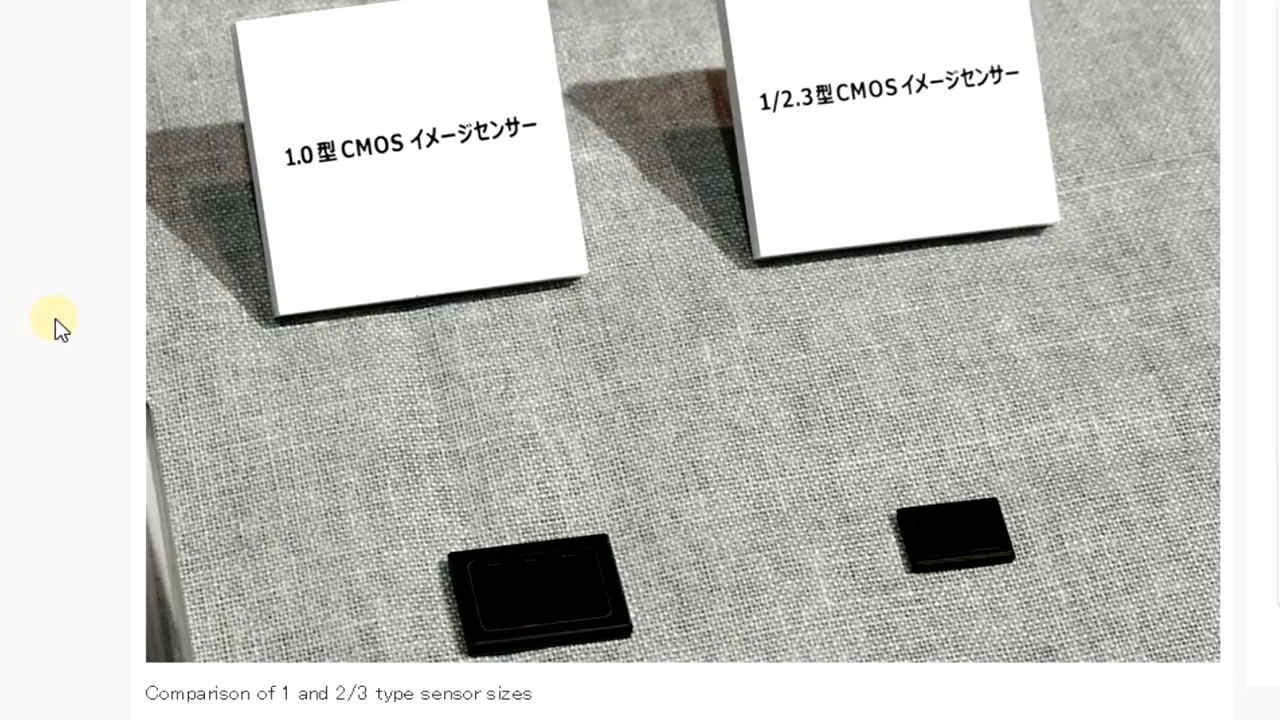 1.0型CMOS イメージセンサー
1/2.3型CMOSイメージセンサー
Comparison of 1 and 2/3 type sensor sizes